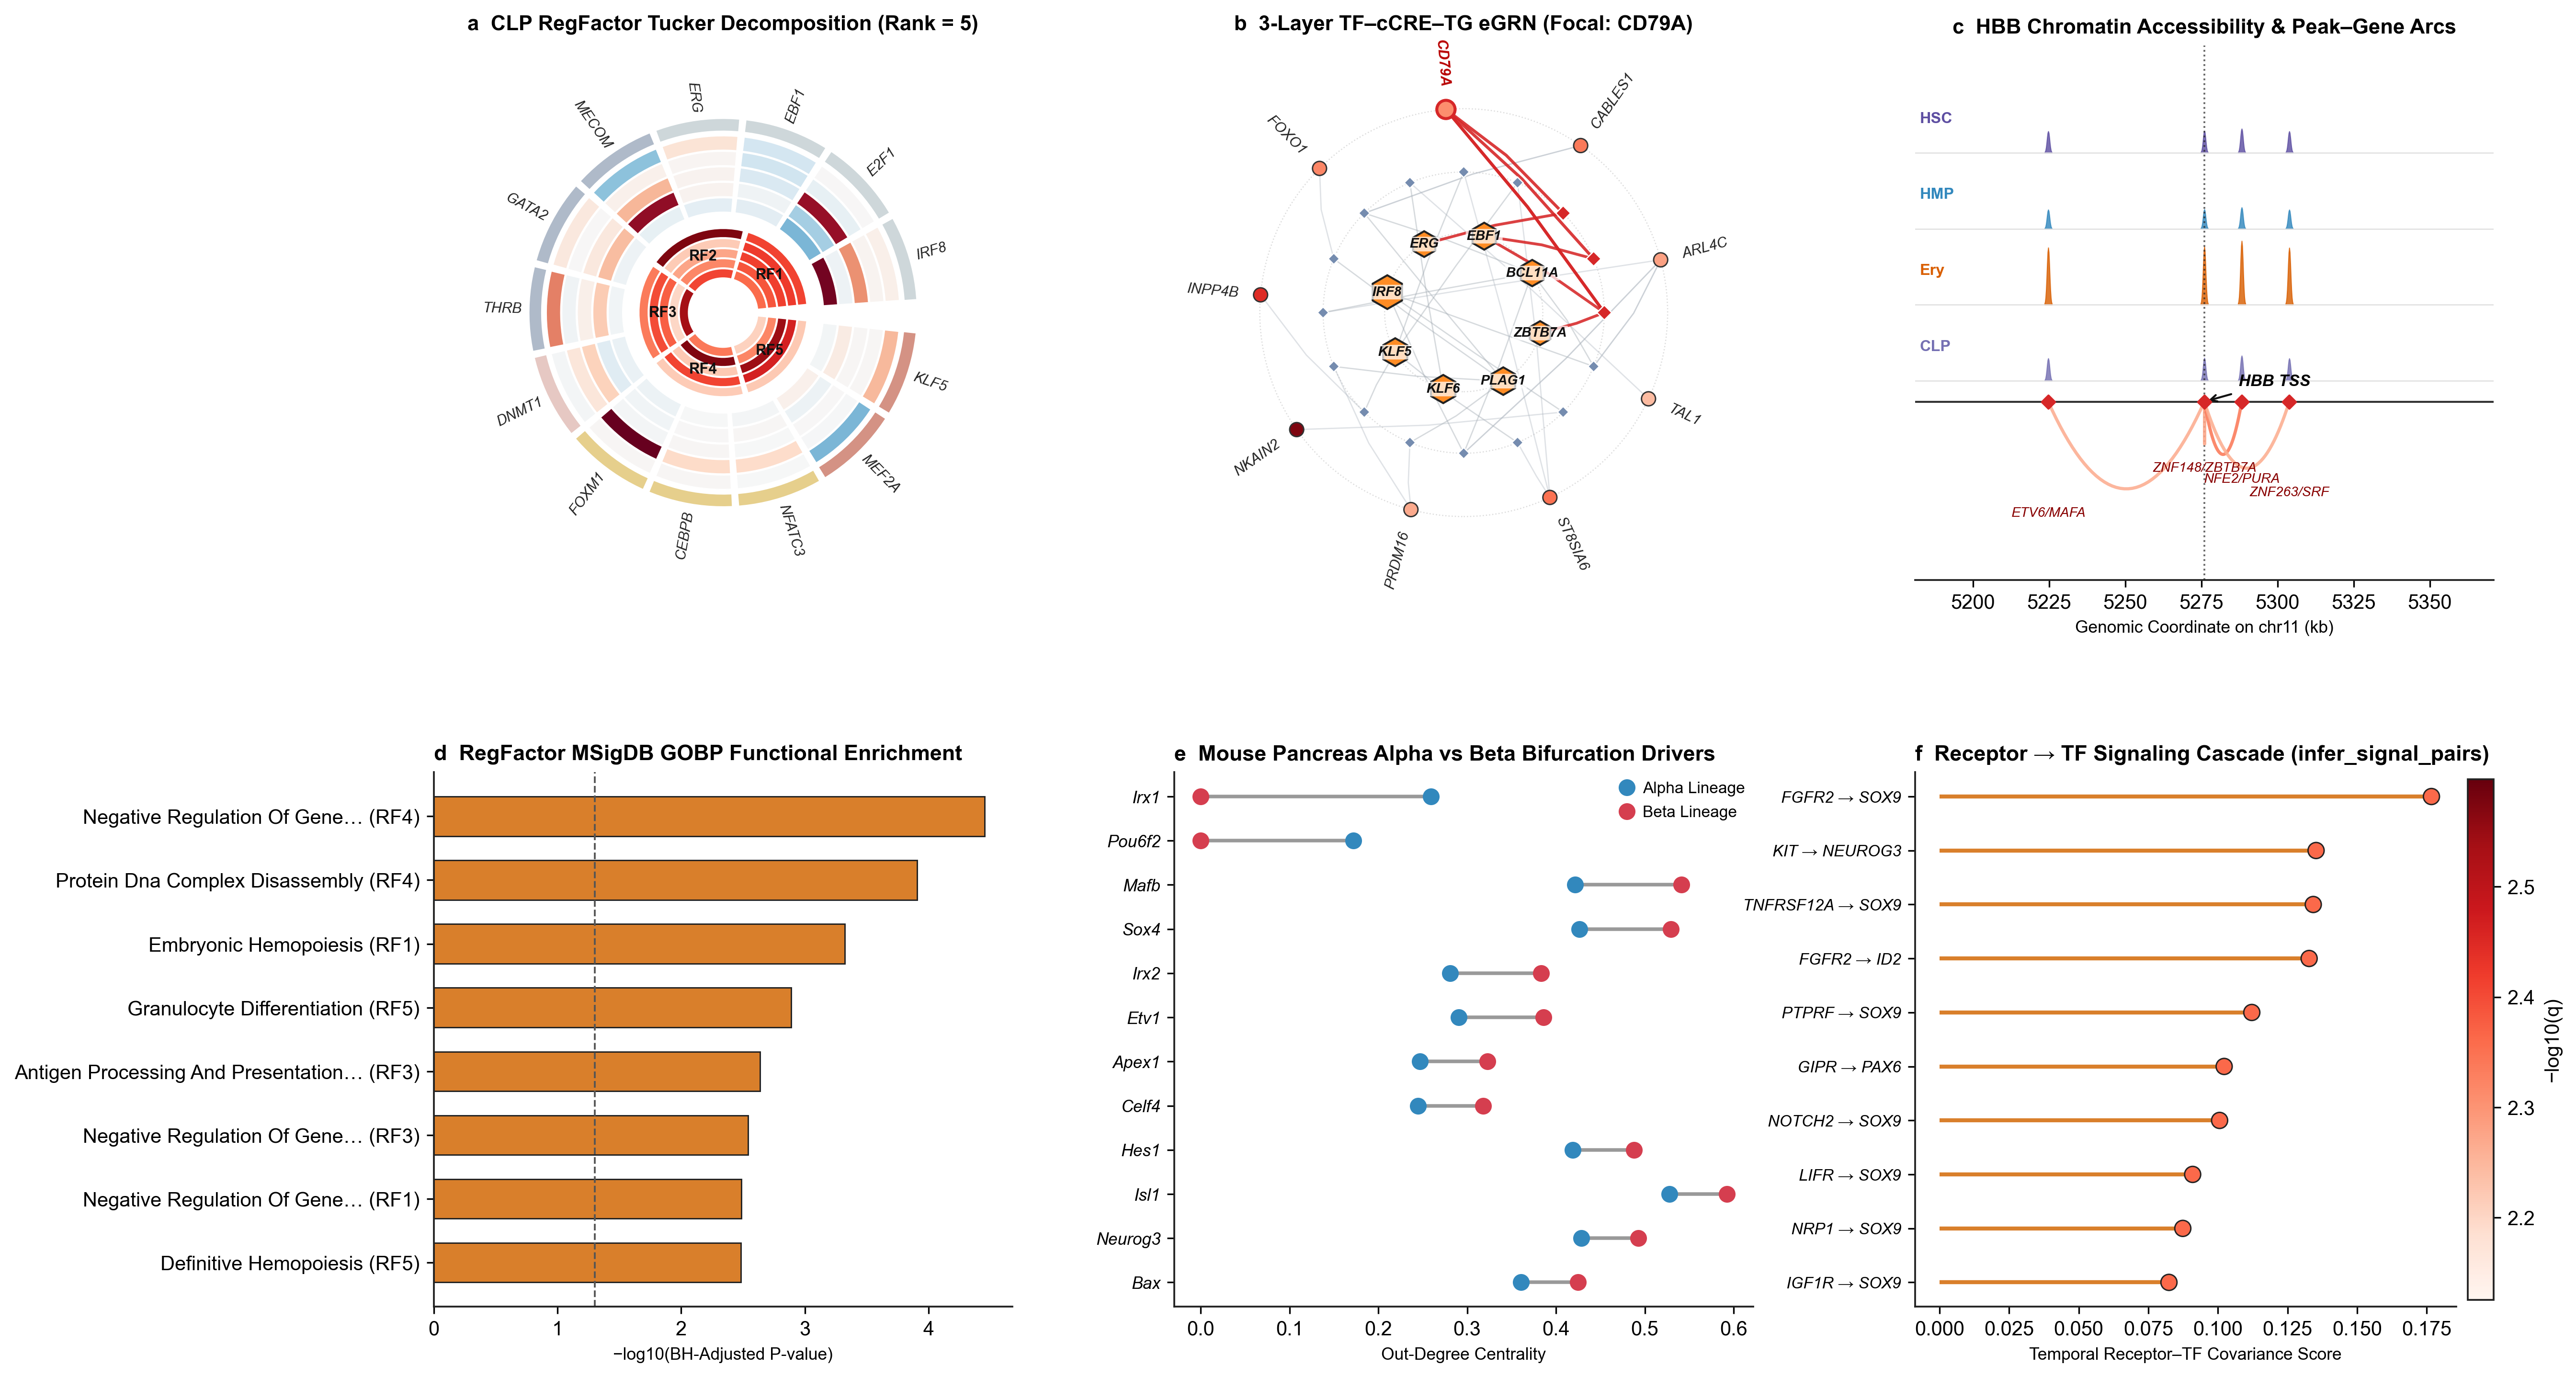 a  CLP RegFactor Tucker Decomposition (Rank = 5)
ERG
EBF1
MECOM
E2F1
GATA2
IRF8
THRB
KLF5
DNMT1
MEF2A
FOXM1
CEBPB
NFATC3
RF2
RF1
RF3
RF5
RF4
b  3-Layer TF–cCRE–TG eGRN (Focal: CD79A)
CD79A
CABLES1
FOXO1
ARL4C
INPP4B
TAL1
NKAIN2
PRDM16
ST8SIA6
ERG
EBF1
BCL11A
IRF8
ZBTB7A
KLF5
KLF6
PLAG1
c  HBB Chromatin Accessibility & Peak–Gene Arcs
HSC
HMP
Ery
CLP
HBB TSS
ZNF148/ZBTB7A
NFE2/PURA
ZNF263/SRF
ETV6/MAFA
5200
5225
5250
5275
5300
5325
5350
Genomic Coordinate on chr11 (kb)
d  RegFactor MSigDB GOBP Functional Enrichment
Negative Regulation Of Gene… (RF4)
Protein Dna Complex Disassembly (RF4)
Embryonic Hemopoiesis (RF1)
Granulocyte Differentiation (RF5)
Antigen Processing And Presentation… (RF3)
Negative Regulation Of Gene… (RF3)
Negative Regulation Of Gene… (RF1)
Definitive Hemopoiesis (RF5)
0
1
2
3
4
−log10(BH-Adjusted P-value)
e  Mouse Pancreas Alpha vs Beta Bifurcation Drivers
Alpha Lineage
Beta Lineage
Irx1
Pou6f2
Mafb
Sox4
Irx2
Etv1
Apex1
Celf4
Hes1
Isl1
Neurog3
Bax
0.0
0.1
0.2
0.3
0.4
0.5
0.6
Out-Degree Centrality
f  Receptor → TF Signaling Cascade (infer_signal_pairs)
FGFR2 → SOX9
KIT → NEUROG3
TNFRSF12A → SOX9
FGFR2 → ID2
PTPRF → SOX9
GIPR → PAX6
NOTCH2 → SOX9
LIFR → SOX9
NRP1 → SOX9
IGF1R → SOX9
0.000
0.025
0.050
0.075
0.100
0.125
0.150
0.175
Temporal Receptor–TF Covariance Score
2.5
2.4
2.3
2.2
−log10(q)